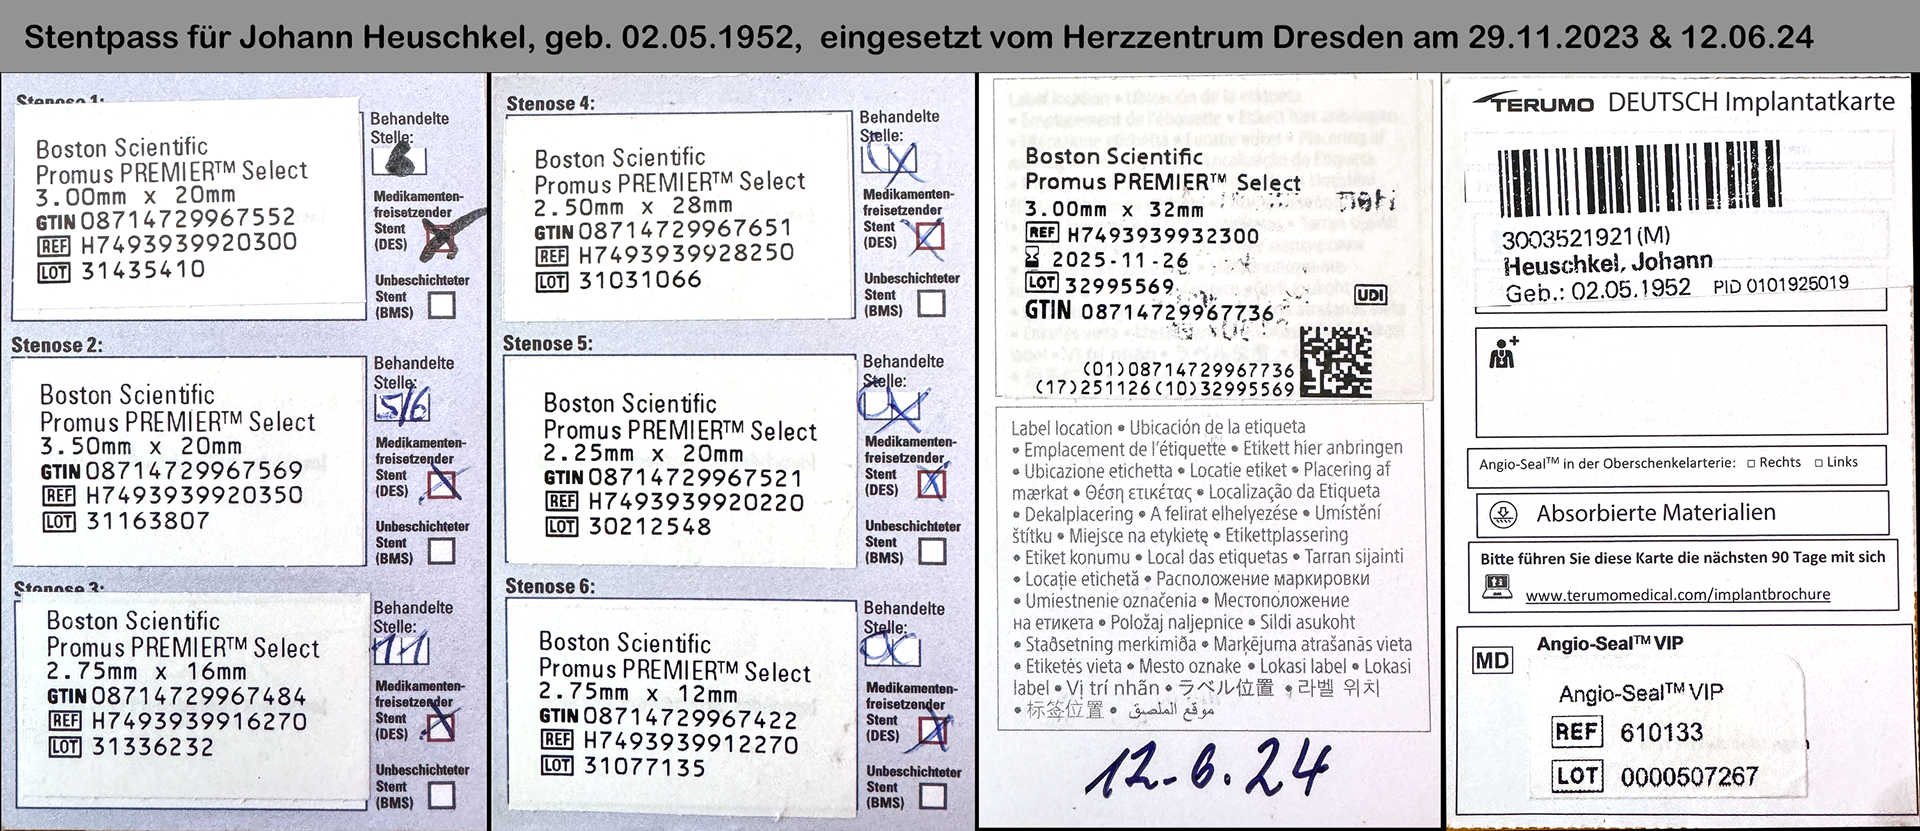 Stentpass für Johann Heuschkel, geb. 02.05.1952, eingesetzt vom Herzzentrum Dresden am 29.11.2023 & 12.06.24
Stenose 1:
Boston Scientific
Promus PREMIER™ Select
3.00mm x 20mm
GTIN 08714729967552
REF H7493939920300
LOT 31435410
Behandelte
Stelle:
6
Medikamenten-
freisetzender
Stent
(DES)
Unbeschichteter
Stent
(BMS)
Stenose 2:
Boston Scientific
Promus PREMIER™ Select
3.50mm x 20mm
GTIN 08714729967569
REF H7493939920350
LOT 31163807
Behandelte
Stelle:
5/6
Medikamenten-
freisetzender
Stent
(DES)
Unbeschichteter
Stent
(BMS)
Stenose 3:
Boston Scientific
Promus PREMIER™ Select
2.75mm x 16mm
GTIN 08714729967484
REF H7493939916270
LOT 31336232
Behandelte
Stelle:
11
Medikamenten-
freisetzender
Stent
(DES)
Unbeschichteter
Stent
(BMS)
Stenose 4:
Boston Scientific
Promus PREMIER™ Select
2.50mm x 28mm
GTIN 08714729967651
REF H7493939928250
LOT 31031066
Behandelte
Stelle:
Medikamenten-
freisetzender
Stent
(DES)
Unbeschichteter
Stent
(BMS)
Stenose 5:
Boston Scientific
Promus PREMIER™ Select
2.25mm x 20mm
GTIN 08714729967521
REF H7493939920220
LOT 30212548
Behandelte
Stelle:
Medikamenten-
freisetzender
Stent
(DES)
Unbeschichteter
Stent
(BMS)
Stenose 6:
Boston Scientific
Promus PREMIER™ Select
2.75mm x 12mm
GTIN 08714729967422
REF H7493939912270
LOT 31077135
Behandelte
Stelle:
Medikamenten-
freisetzender
Stent
(DES)
Unbeschichteter
Stent
(BMS)
Boston Scientific
Promus PREMIER™ Select
3.00mm x 32mm
REF H7493939932300
2025-11-26
LOT 32995569
UDI
GTIN 08714729967736
(01)08714729967736
(17)251126(10)32995569
Label location • Ubicación de la etiqueta
• Emplacement de l'étiquette • Etikett hier anbringen
• Ubicazione etichetta • Locatie etiket • Placering af
mærkat • Θέση ετικέτας • Localização da Etiqueta
• Dekalplacering • A felirat elhelyezése • Umístění
štítku • Miejsce na etykietę • Etikettplassering
• Etiket konumu • Local das etiquetas • Tarran sijainti
• Locație etichetă • Расположение маркировки
• Umiestnenie označenia • Местоположение
на етикета • Položaj naljepnice • Sildi asukoht
• Staðsetning merkimiða • Marķējuma atrašanās vieta
• Etiketės vieta • Mesto oznake • Lokasi label • Lokasi
label • Vị trí nhãn • ラベル位置 • 라벨 위치
• 标签位置 • موقع الملصق
12.6.24
TERUMO DEUTSCH Implantatkarte
3003521921(M)
Heuschkel, Johann
Geb.: 02.05.1952 PID 0101925019
Angio-Seal™ in der Oberschenkelarterie: □ Rechts □ Links
Absorbierte Materialien
Bitte führen Sie diese Karte die nächsten 90 Tage mit sich
www.terumomedical.com/implantbrochure
Angio-Seal™ VIP
MD
Angio-Seal™ VIP
REF 610133
LOT 0000507267